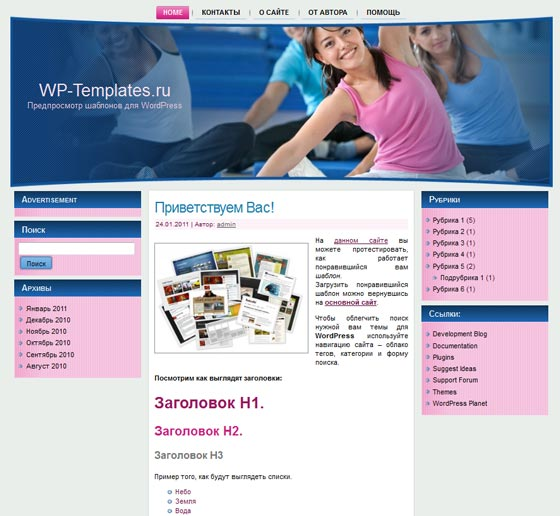 HOME | КОНТАКТЫ | О САЙТЕ | ОТ АВТОРА | ПОМОЩЬ
WP-Templates.ru
Предпросмотр шаблонов для WordPress
Advertisement
Поиск
Поиск
Архивы
Январь 2011
Декабрь 2010
Ноябрь 2010
Октябрь 2010
Сентябрь 2010
Август 2010
Приветствуем Вас!
24.01.2011 | Автор: admin
На данном сайте вы
можете протестировать,
как работает
понравившийся вам
шаблон.
Загрузить понравившийся
шаблон можно вернувшись
на основной сайт.
Чтобы облегчить поиск
нужной вам темы для
WordPress используйте
навигацию сайта – облако
тегов, категории и форму
поиска.
Посмотрим как выглядят заголовки:
Заголовок H1.
Заголовок H2.
Заголовок H3
Пример того, как будут выглядеть списки.
Небо
Земля
Вода
Рубрики
Рубрика 1 (5)
Рубрика 2 (1)
Рубрика 3 (1)
Рубрика 4 (1)
Рубрика 5 (2)
Подрубрика 1 (1)
Рубрика 6 (1)
Ссылки:
Development Blog
Documentation
Plugins
Suggest Ideas
Support Forum
Themes
WordPress Planet